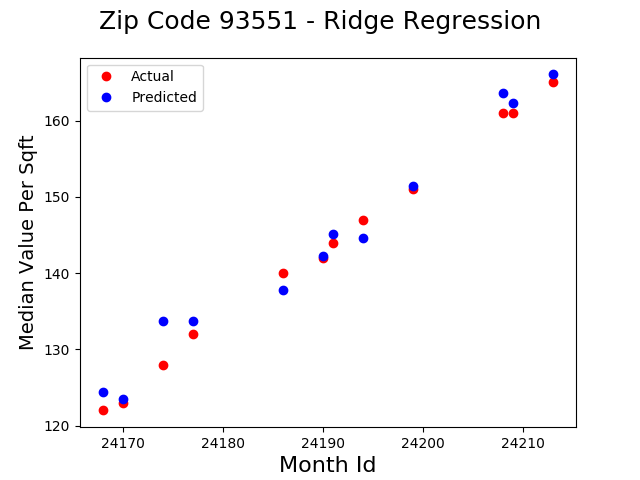 Zip Code 93551 - Ridge Regression
Actual
Predicted
Median Value Per Sqft
160
150
140
130
120
24170 24180 24190 24200 24210
Month Id